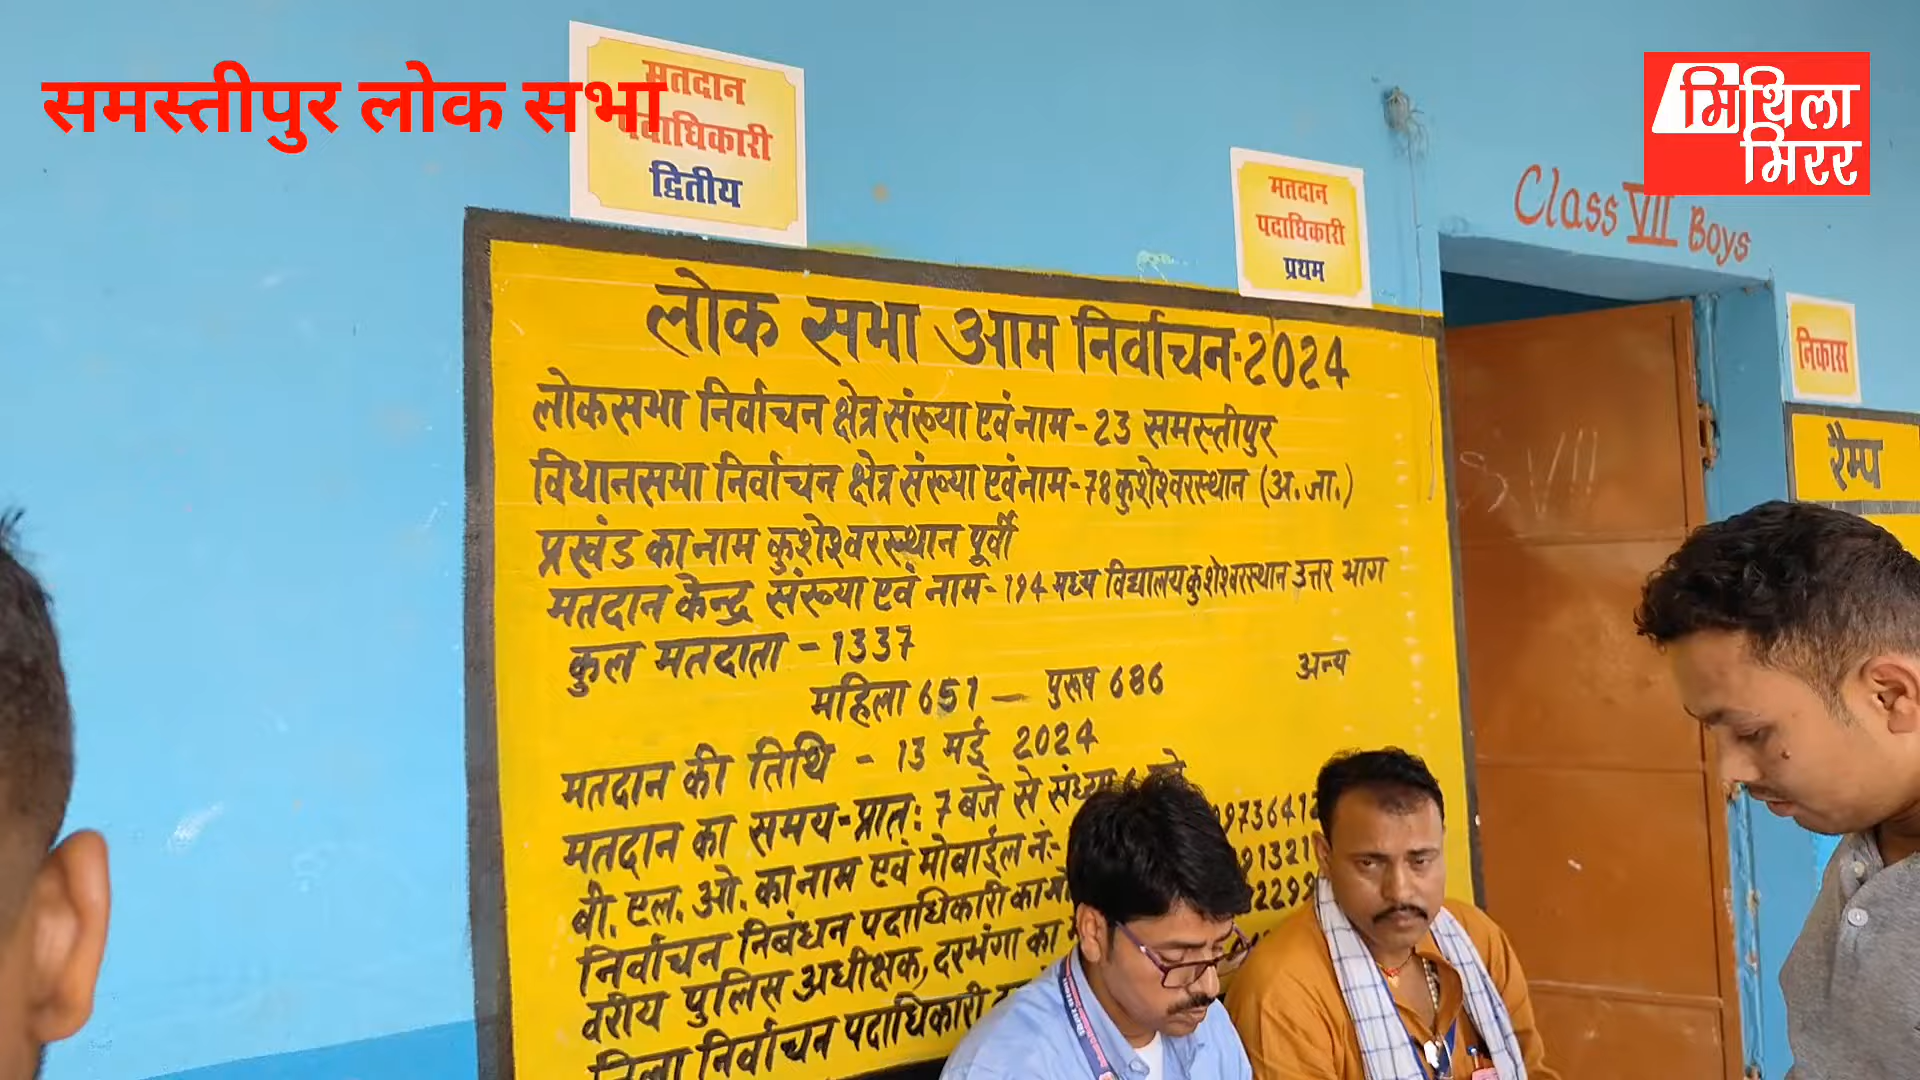 समस्तीपुर लोक सभा
मतदान
पदाधिकारी
द्वितीय
मतदान
पदाधिकारी
प्रथम
मिथिला
मिरर
Class VII Boys
निकास
रैम्प
लोक सभा आम निर्वाचन-2024
लोकसभा निर्वाचन क्षेत्र संख्या एवं नाम - 23 समस्तीपुर
विधानसभा निर्वाचन क्षेत्र संख्या एवं नाम - 78 कुशेश्वरस्थान (अ.जा.)
प्रखंड का नाम कुशेश्वरस्थान पूर्वी
मतदान केन्द्र संख्या एवं नाम - 194 मध्य विद्यालय कुशेश्वरस्थान उत्तर भाग
कुल मतदाता - 1337
महिला 651 — पुरूष 686 अन्य
मतदान की तिथि - 13 मई 2024
मतदान का समय-प्रातः 7 बजे से संध्या
बी. एल. ओ. का नाम एवं मोबाईल नं:-
निर्वाचन निबंधन पदाधिकारी का
वरीय पुलिस अधीक्षक, दरभंगा का
जिला निर्वाचन पदाधिकारी